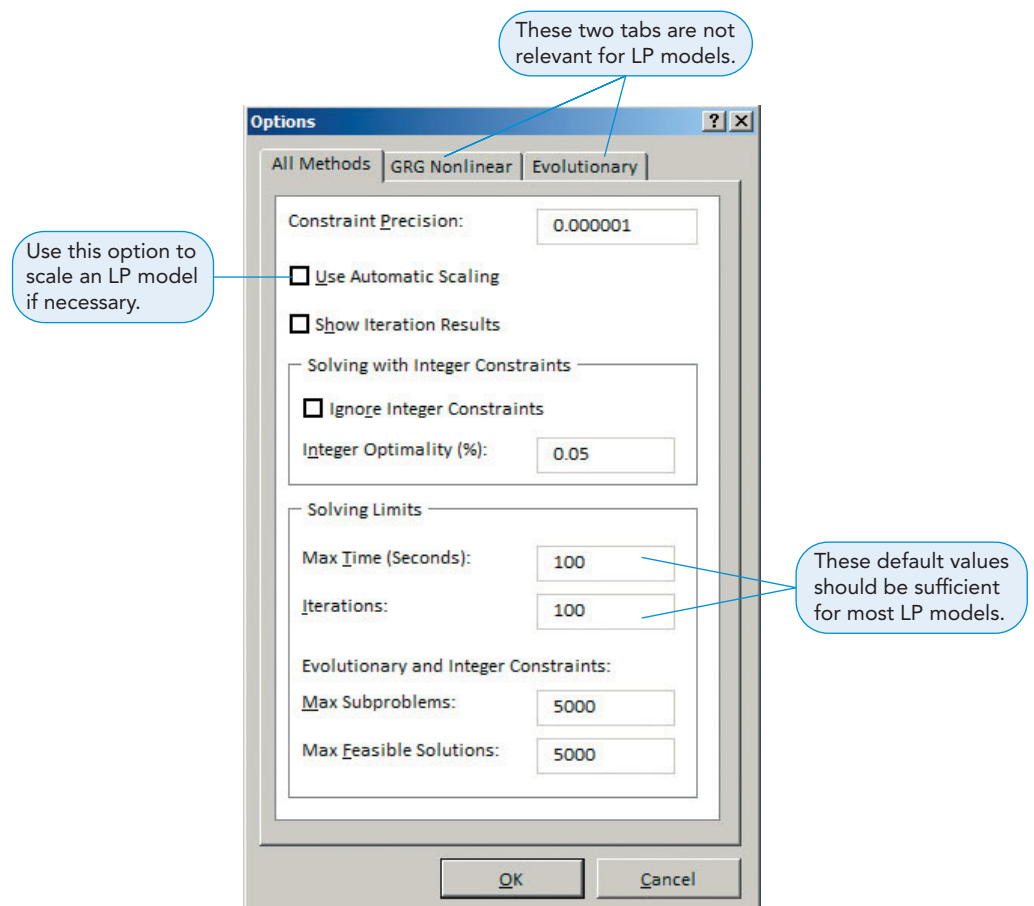 These two tabs are not
relevant for LP models.
Options
? X
All Methods GRG Nonlinear Evolutionary
Constraint Precision: 0.000001
Use this option to
scale an LP model
if necessary.
Use Automatic Scaling
Show Iteration Results
Solving with Integer Constraints
Ignore Integer Constraints
Integer Optimality (%): 0.05
Solving Limits
Max Time (Seconds): 100
Iterations: 100
These default values
should be sufficient
for most LP models.
Evolutionary and Integer Constraints:
Max Subproblems: 5000
Max Feasible Solutions: 5000
OK Cancel